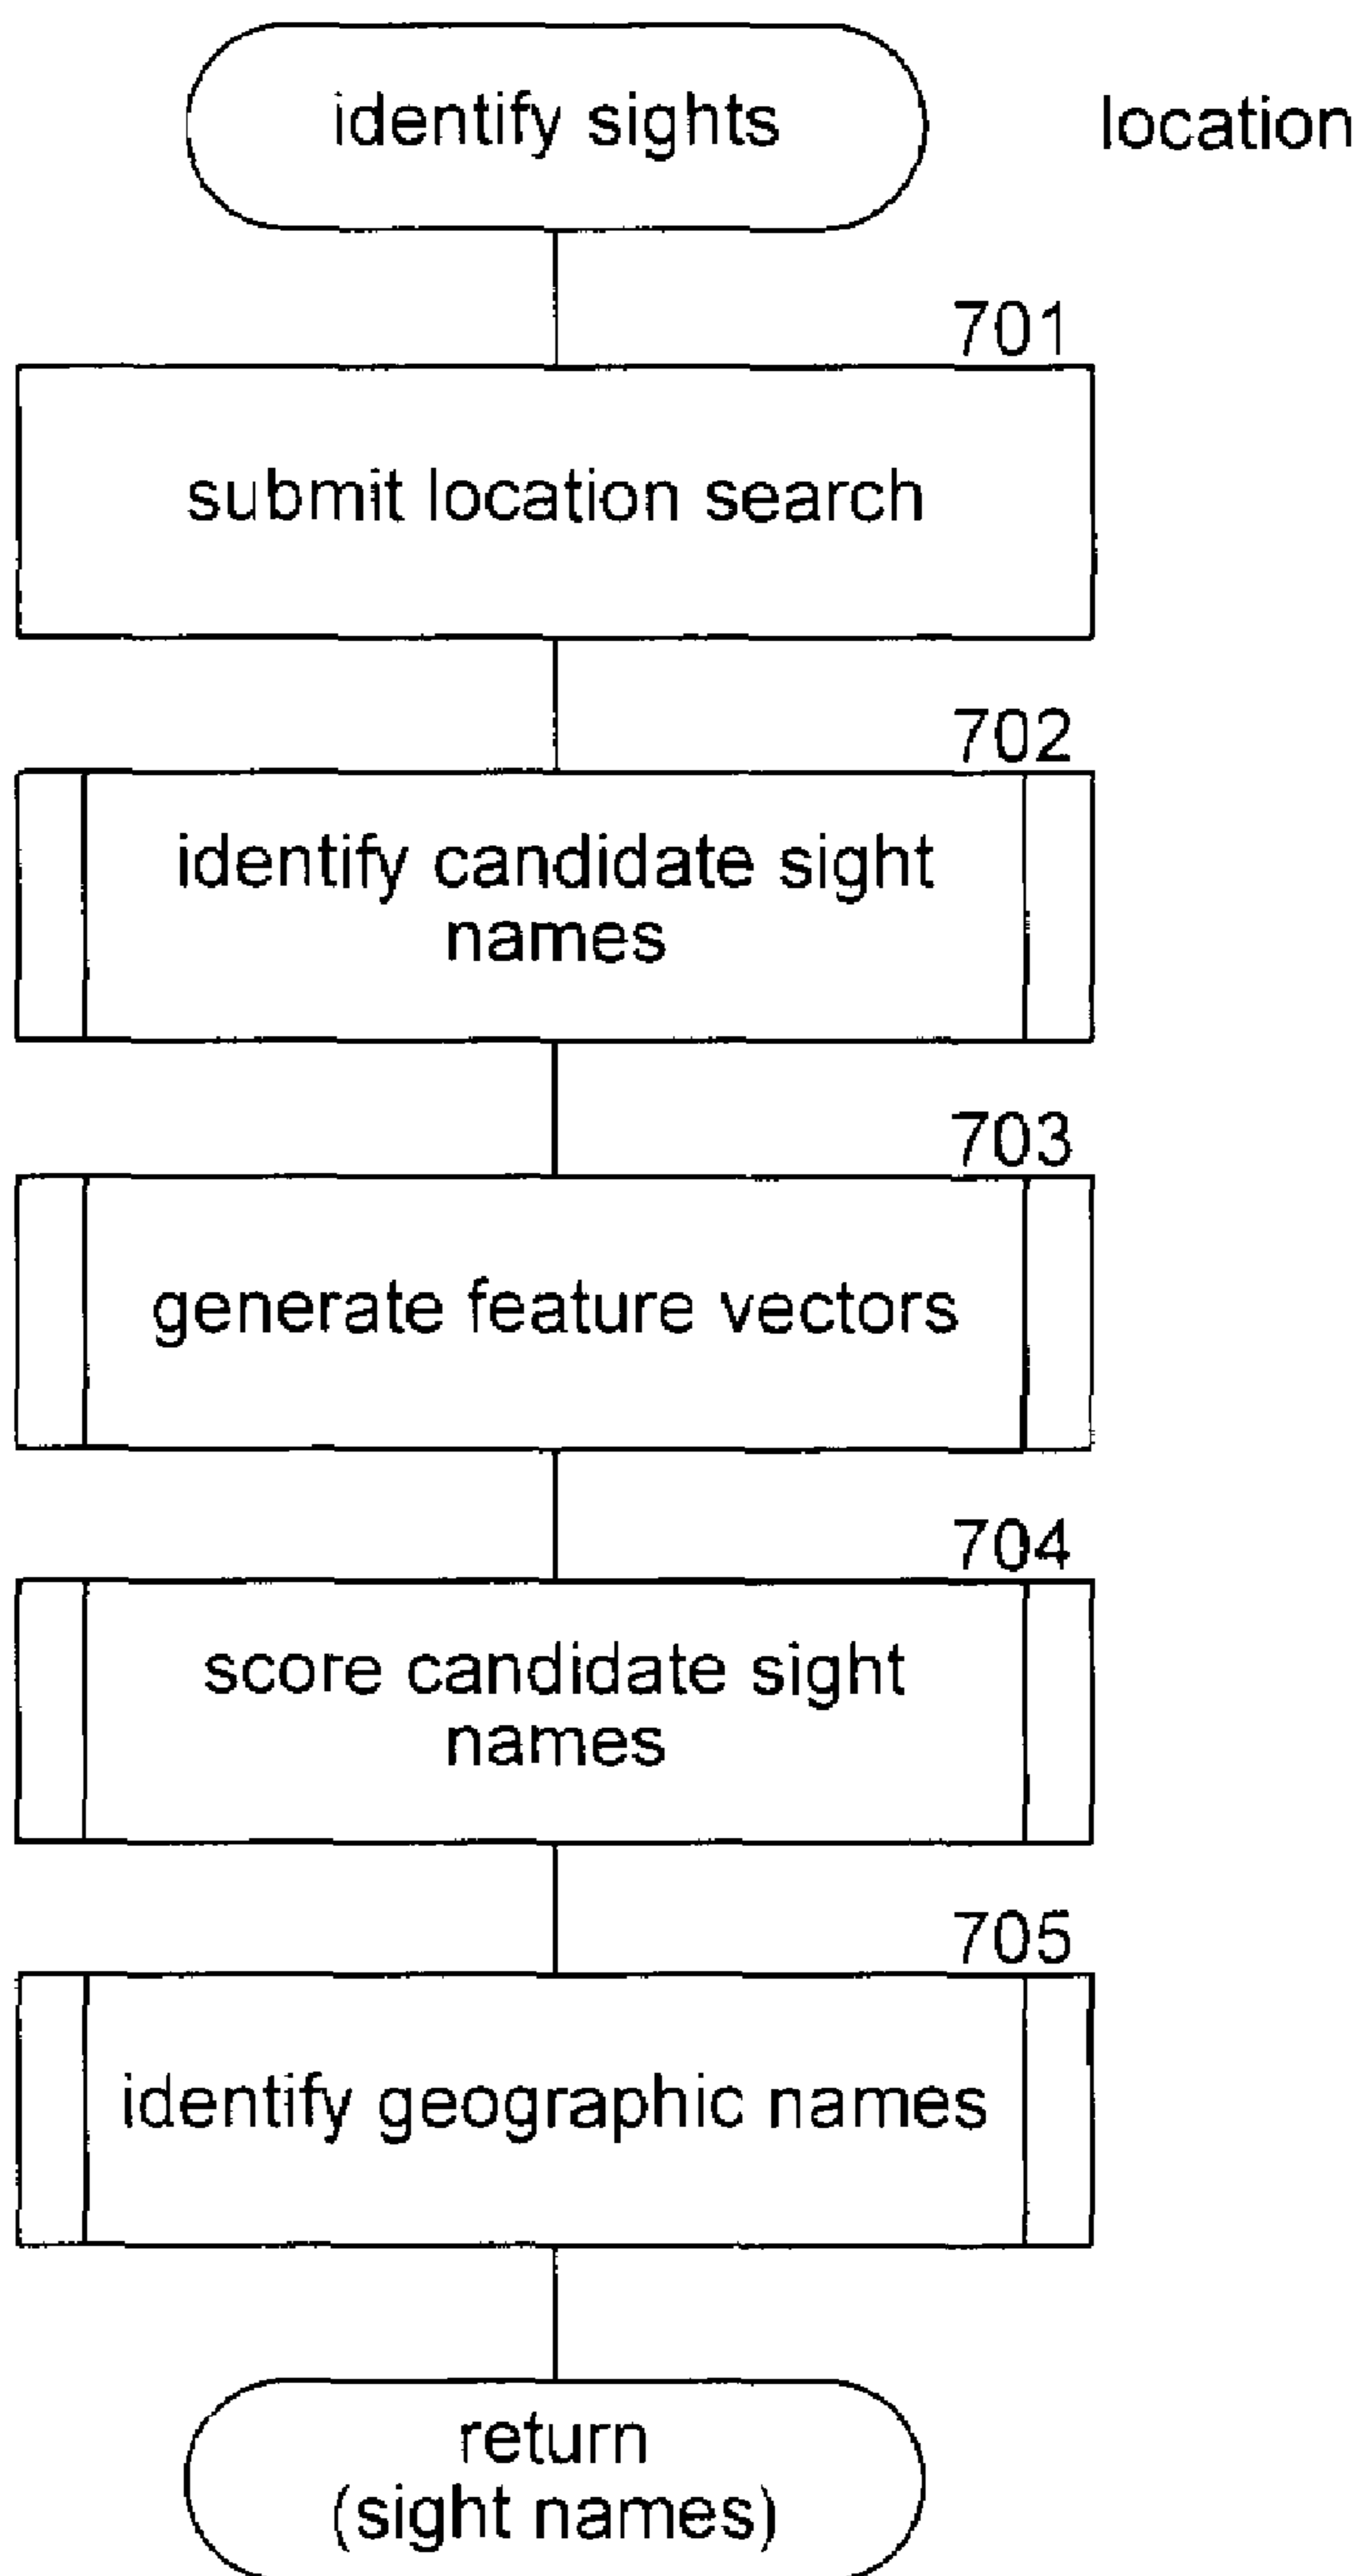 identify sights
location
701
submit location search
702
identify candidate sight
names
703
generate feature vectors
704
score candidate sight
names
705
identify geographic names
return
(sight names)